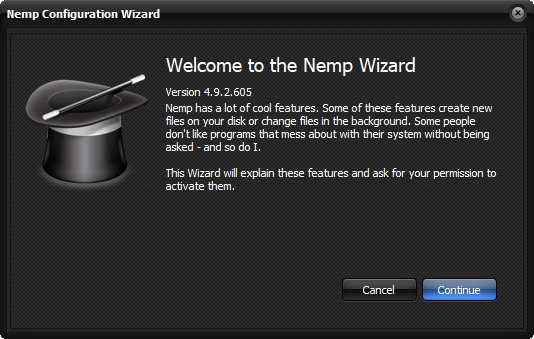 Nemp Configuration Wizard
Welcome to the Nemp Wizard
Version 4.9.2.605
Nemp has a lot of cool features. Some of these features create new
files on your disk or change files in the background. Some people
don't like programs that mess about with their system without being
asked - and so do I.
This Wizard will explain these features and ask for your permission to
activate them.
Cancel
Continue